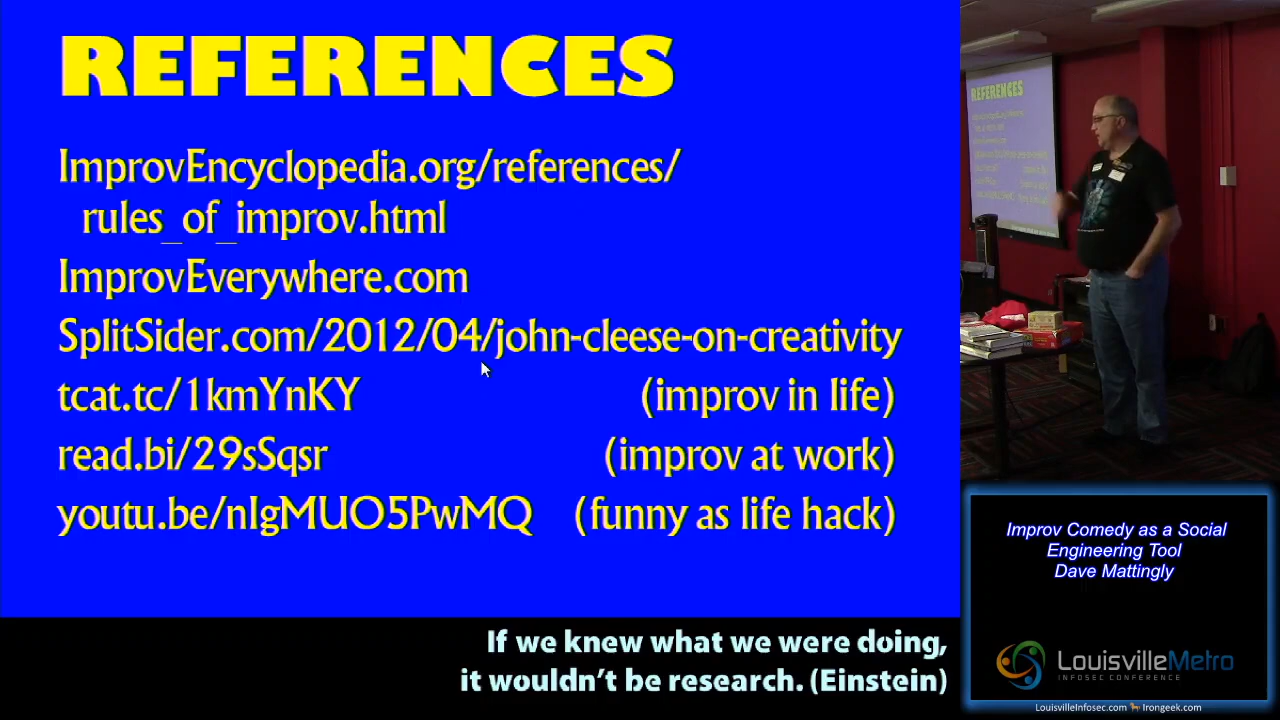 REFERENCES
ImprovEncyclopedia.org/references/
rules_of_improv.html
ImprovEverywhere.com
SplitSider.com/2012/04/john-cleese-on-creativity
tcat.tc/1kmYnKY (improv in life)
read.bi/29sSqsr (improv at work)
youtu.be/nIgMUO5PwMQ (funny as life hack)
If we knew what we were doing,
it wouldn't be research. (Einstein)
REFERENCES
Improv Comedy as a Social
Engineering Tool
Dave Mattingly
LouisvilleMetro
INFOSEC CONFERENCE
LouisvilleInfosec.com Irongeek.com